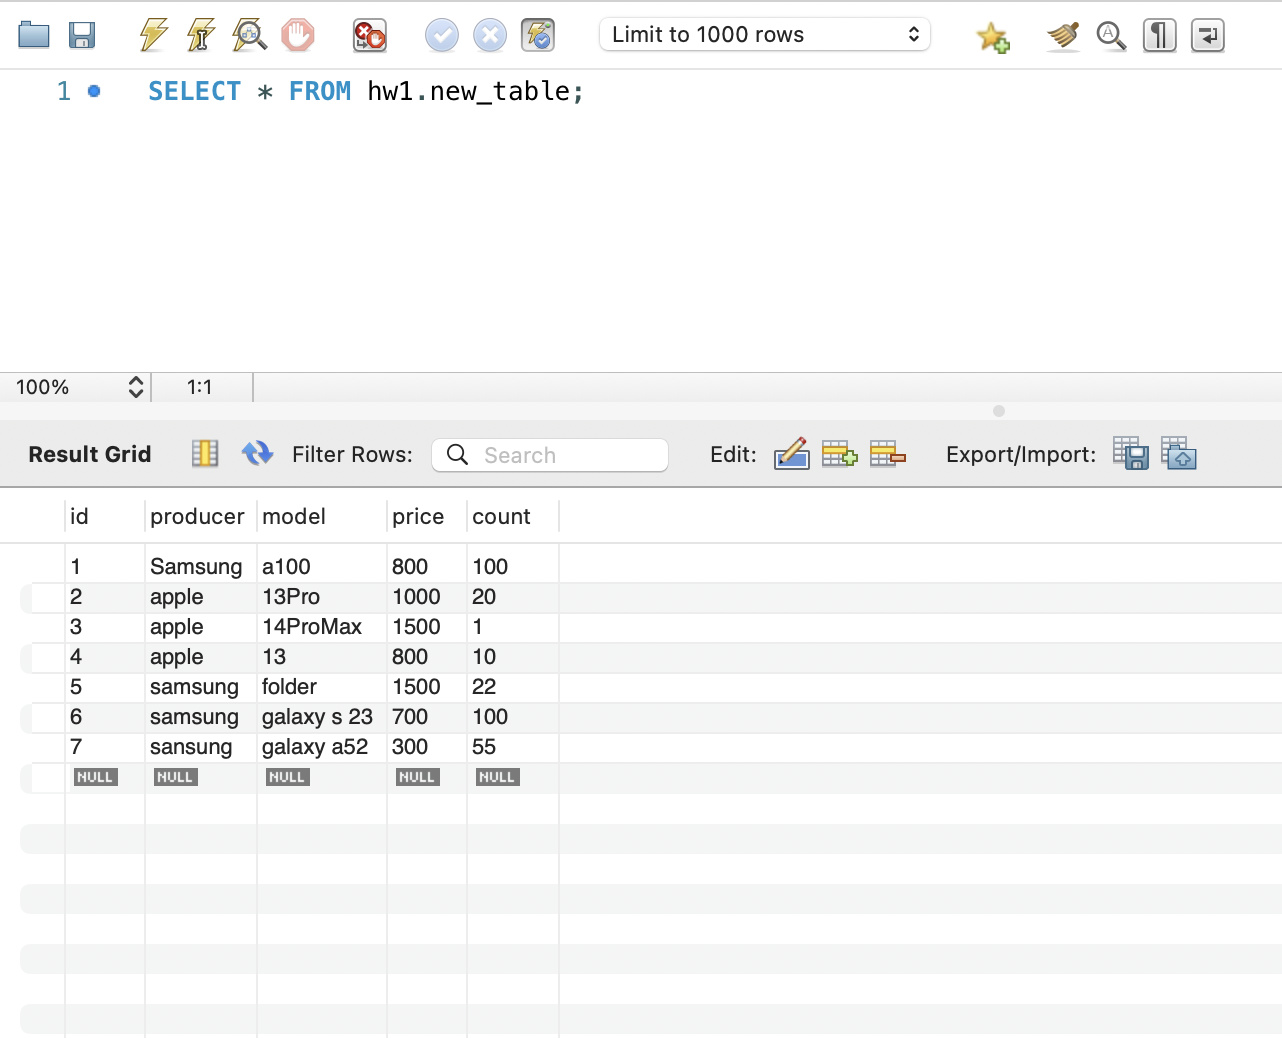 Limit to 1000 rows
1 SELECT * FROM hw1.new_table;
100% 1:1
Result Grid Filter Rows: Search Edit: Export/Import:
id producer model price count
1 Samsung a100 800 100
2 apple 13Pro 1000 20
3 apple 14ProMax 1500 1
4 apple 13 800 10
5 samsung folder 1500 22
6 samsung galaxy s 23 700 100
7 sansung galaxy a52 300 55
NULL NULL NULL NULL NULL